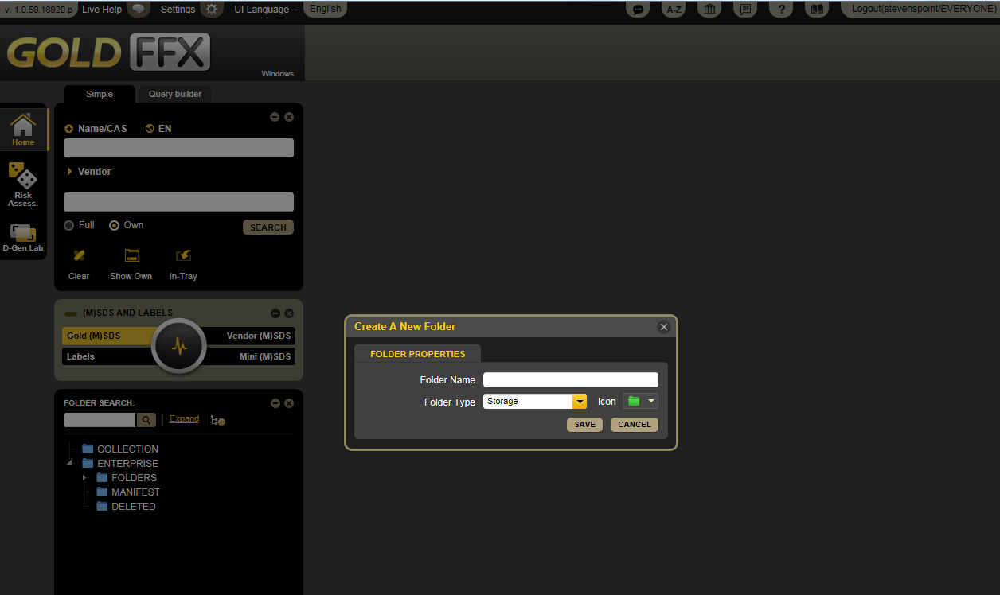 v. 1.0.59.18920.p Live Help Settings UI Language – English A-Z ? Logout(stevenspoint/EVERYONE)
GOLD FFX
Windows
Simple Query builder
Home
Risk
Assess.
D-Gen Lab
Name/CAS EN
Vendor
Full Own SEARCH
Clear Show Own In-Tray
(M)SDS AND LABELS
Gold (M)SDS Vendor (M)SDS
Labels Mini (M)SDS
FOLDER SEARCH:
Expand
COLLECTION
ENTERPRISE
FOLDERS
MANIFEST
DELETED
Create A New Folder
FOLDER PROPERTIES
Folder Name
Folder Type Storage Icon
SAVE CANCEL